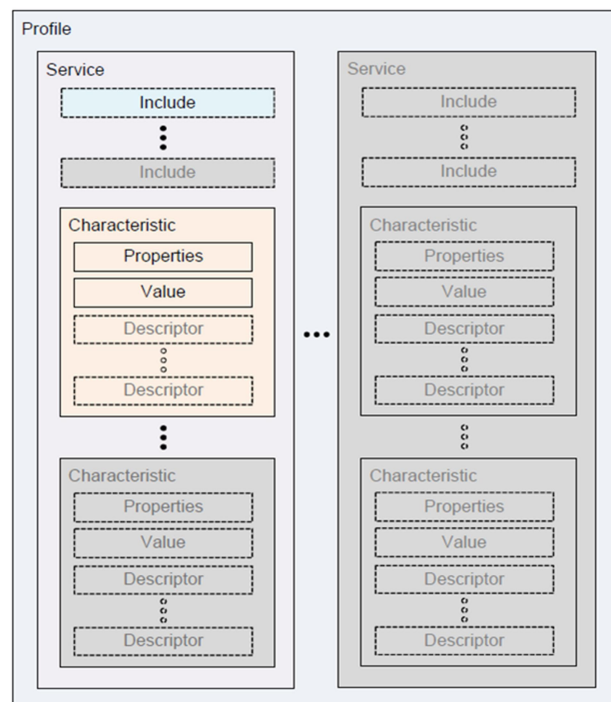 Profile
Service
Include
Include
Characteristic
Properties
Value
Descriptor
Descriptor
Characteristic
Properties
Value
Descriptor
Descriptor
Service
Include
Include
Characteristic
Properties
Value
Descriptor
Descriptor
Characteristic
Properties
Value
Descriptor
Descriptor